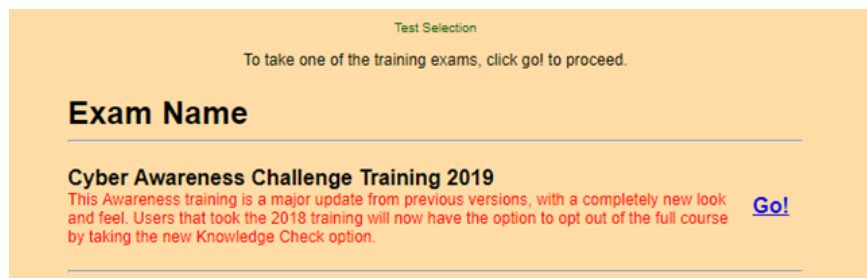 Test Selection
To take one of the training exams, click go! to proceed.
Exam Name
Cyber Awareness Challenge Training 2019
This Awareness training is a major update from previous versions, with a completely new look
and feel. Users that took the 2018 training will now have the option to opt out of the full course
by taking the new Knowledge Check option.
Go!